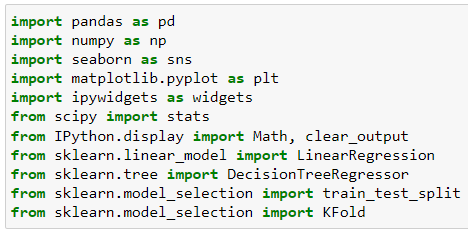 import pandas as pd
import numpy as np
import seaborn as sns
import matplotlib.pyplot as plt
import ipywidgets as widgets
from scipy import stats
from IPython.display import Math, clear_output
from sklearn.linear_model import LinearRegression
from sklearn.tree import DecisionTreeRegressor
from sklearn.model_selection import train_test_split
from sklearn.model_selection import KFold